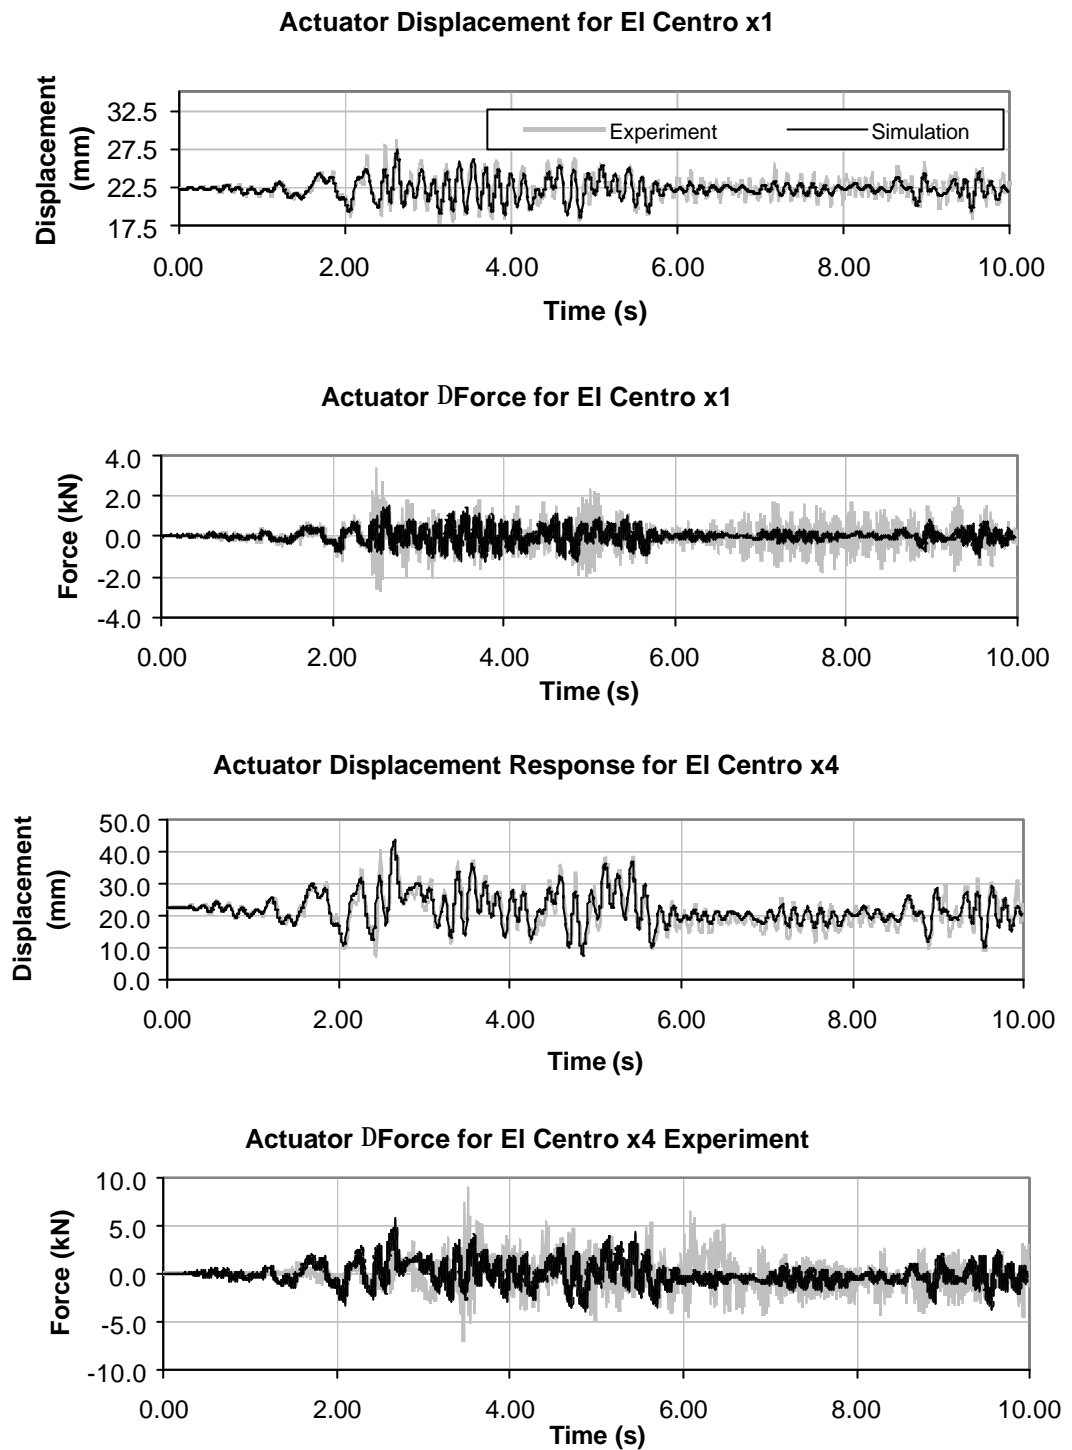 Actuator Displacement for El Centro x1
Displacement
(mm)
32.5
27.5
22.5
17.5
Experiment
Simulation
0.00 2.00 4.00 6.00 8.00 10.00
Time (s)
Actuator DForce for El Centro x1
Force (kN)
4.0
2.0
0.0
-2.0
-4.0
0.00 2.00 4.00 6.00 8.00 10.00
Time (s)
Actuator Displacement Response for El Centro x4
Displacement
(mm)
50.0
40.0
30.0
20.0
10.0
0.0
0.00 2.00 4.00 6.00 8.00 10.00
Time (s)
Actuator DForce for El Centro x4 Experiment
Force (kN)
10.0
5.0
0.0
-5.0
-10.0
0.00 2.00 4.00 6.00 8.00 10.00
Time (s)